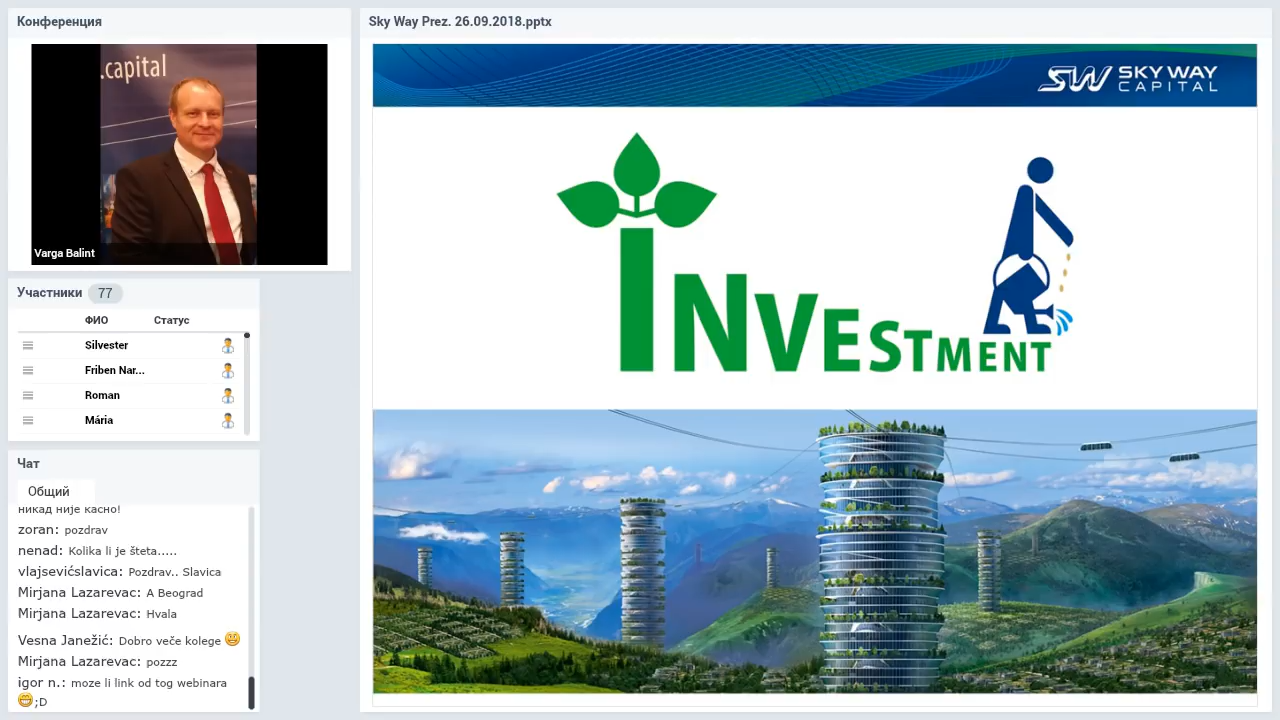 Конференция
.capital
Varga Balint
Участники 77
ФИО Статус
Silvester
Friben Nar...
Roman
Mária
Чат
Общий
никад није касно!
zoran: pozdrav
nenad: Kolika li je šteta.....
vlajsevićslavica: Pozdrav.. Slavica
Mirjana Lazarevac: A Beograd
Mirjana Lazarevac: Hvala
Vesna Janežić: Dobro veče kolege
Mirjana Lazarevac: pozzz
igor n.: moze li link od tog webinara
;D
Sky Way Prez. 26.09.2018.pptx
SW SKY WAY
CAPITAL
INVESTMENT